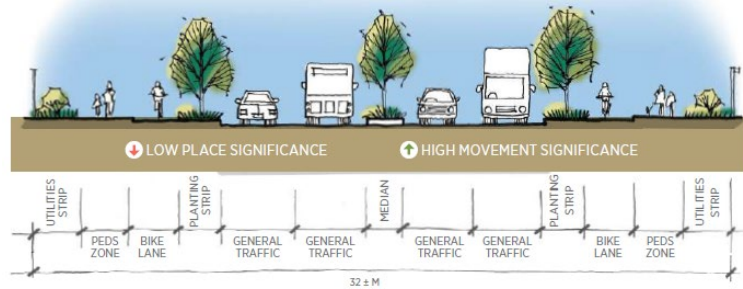 LOW PLACE SIGNIFICANCE
HIGH MOVEMENT SIGNIFICANCE
UTILITIES
STRIP
PEDS
ZONE
BIKE
LANE
PLANTING
STRIP
GENERAL
TRAFFIC
GENERAL
TRAFFIC
MEDIAN
GENERAL
TRAFFIC
GENERAL
TRAFFIC
PLANTING
STRIP
BIKE
LANE
PEDS
ZONE
UTILITIES
STRIP
32 ± M